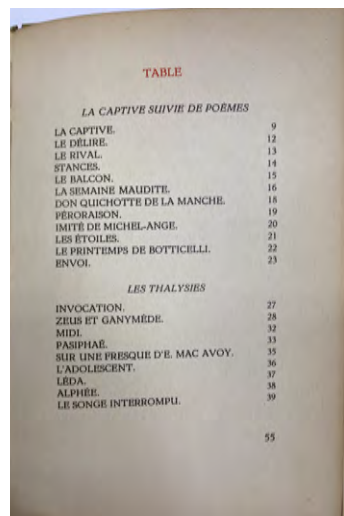 TABLE
LA CAPTIVE SUIVIE DE POÈMES
LA CAPTIVE. 9
LE DÉLIRE. 12
LE RIVAL. 13
STANCES. 14
LE BALCON. 15
LA SEMAINE MAUDITE. 16
DON QUICHOTTE DE LA MANCHE. 18
PÉRORAISON. 19
IMITÉ DE MICHEL-ANGE. 20
LES ÉTOILES. 21
LE PRINTEMPS DE BOTTICELLI. 22
ENVOI. 23
LES THALYSIES
INVOCATION. 27
ZEUS ET GANYMÈDE. 28
MIDI. 32
PASIPHAÉ. 33
SUR UNE FRESQUE D'E. MAC AVOY. 35
L'ADOLESCENT. 36
LÉDA. 37
ALPHÉE. 38
LE SONGE INTERROMPU. 39
55